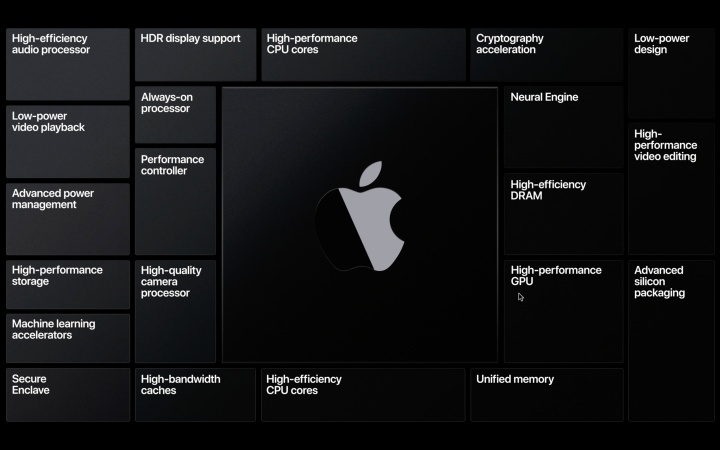 High-efficiency
audio processor
HDR display support
High-performance
CPU cores
Cryptography
acceleration
Low-power
design
Always-on
processor
Neural Engine
Low-power
video playback
High-
performance
video editing
Performance
controller
High-efficiency
DRAM
Advanced power
management
High-performance
storage
High-quality
camera
processor
High-performance
GPU
Advanced
silicon
packaging
Machine learning
accelerators
Secure
Enclave
High-bandwidth
caches
High-efficiency
CPU cores
Unified memory